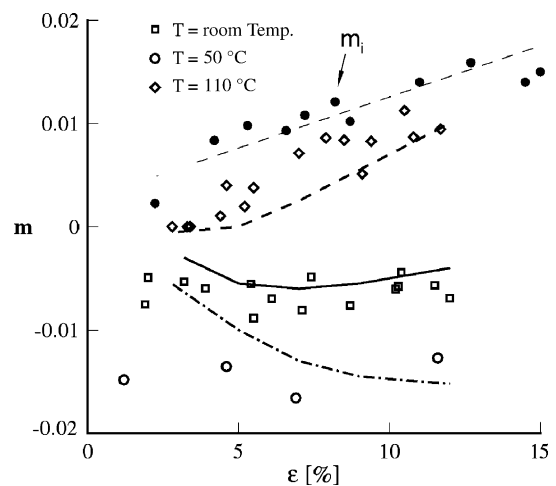 0.02
T = room Temp.
T = 50 °C
T = 110 °C
mi
0.01
m
0
-0.01
-0.02
0
5
10
15
ε [%]